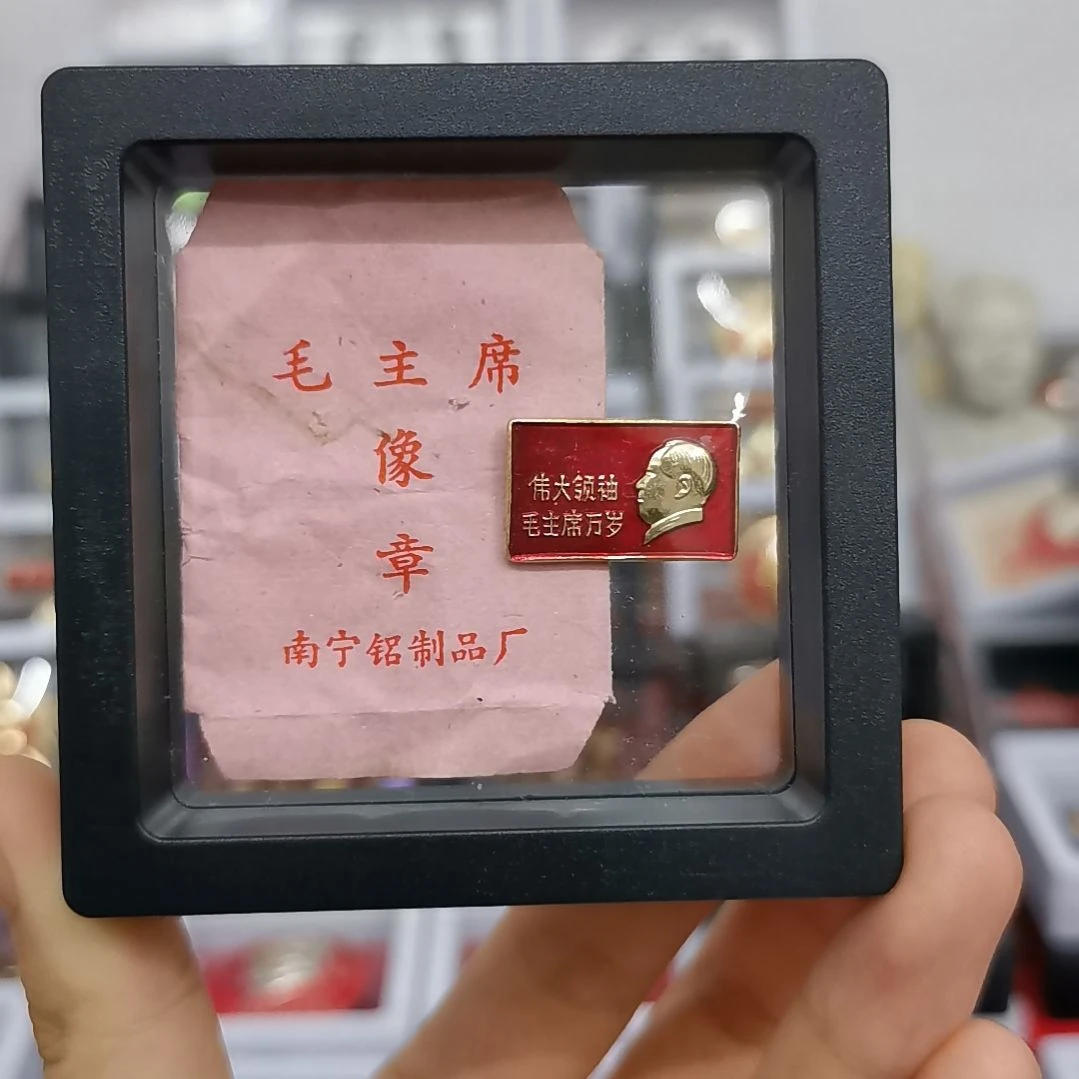 毛主席
像
章
南宁铝制品厂
伟大领袖
毛主席万岁